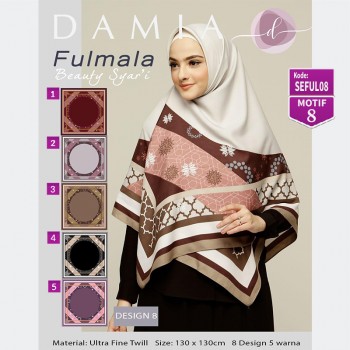 DAMIA
d
Fulmala
Beauty Syar'i
Kode:
SEFUL08
MOTIF
8
1
2
3
4
5
DESIGN 8
Material: Ultra Fine Twill Size: 130 x 130cm 8 Design 5 warna